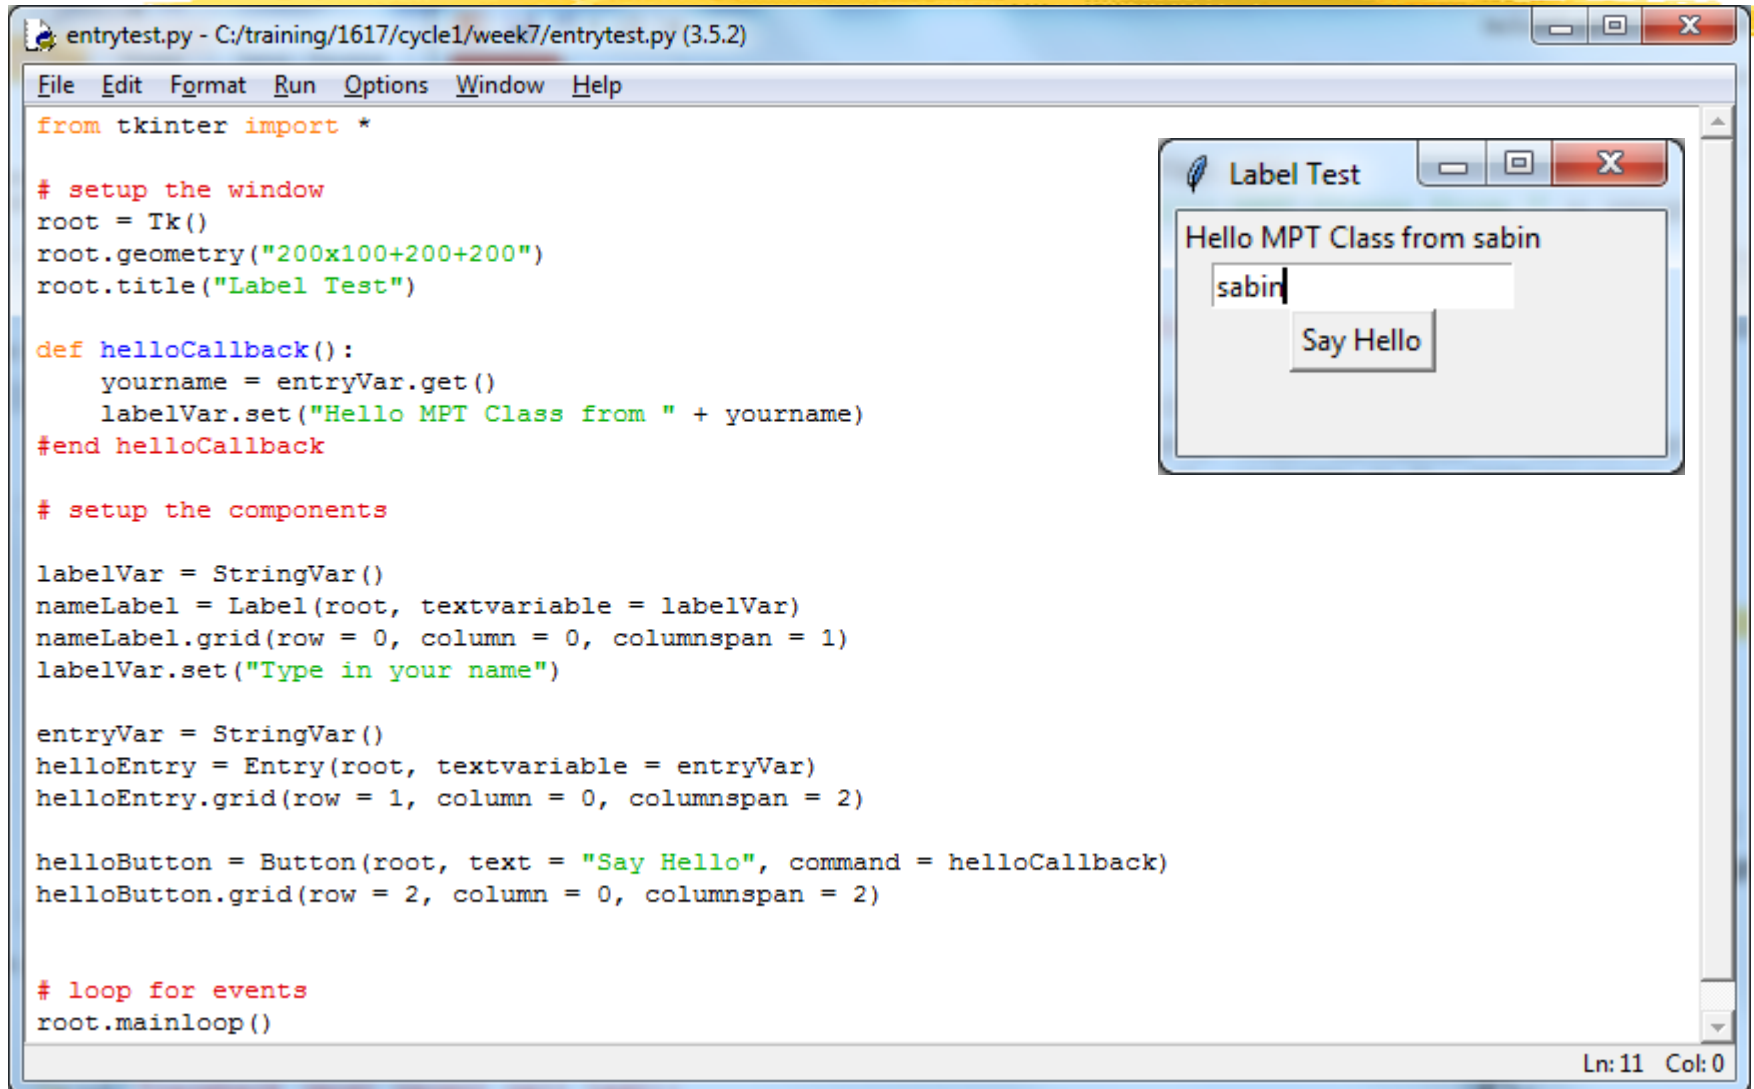 entrytest.py - C:/training/1617/cycle1/week7/entrytest.py (3.5.2)
File Edit Format Run Options Window Help
from tkinter import *
# setup the window
root = Tk()
root.geometry("200x100+200+200")
root.title("Label Test")
def helloCallback():
    yourname = entryVar.get()
    labelVar.set("Hello MPT Class from " + yourname)
#end helloCallback
# setup the components
labelVar = StringVar()
nameLabel = Label(root, textvariable = labelVar)
nameLabel.grid(row = 0, column = 0, columnspan = 1)
labelVar.set("Type in your name")
entryVar = StringVar()
helloEntry = Entry(root, textvariable = entryVar)
helloEntry.grid(row = 1, column = 0, columnspan = 2)
helloButton = Button(root, text = "Say Hello", command = helloCallback)
helloButton.grid(row = 2, column = 0, columnspan = 2)
# loop for events
root.mainloop()
Label Test
Hello MPT Class from sabin
sabin
Say Hello
Ln: 11 Col: 0